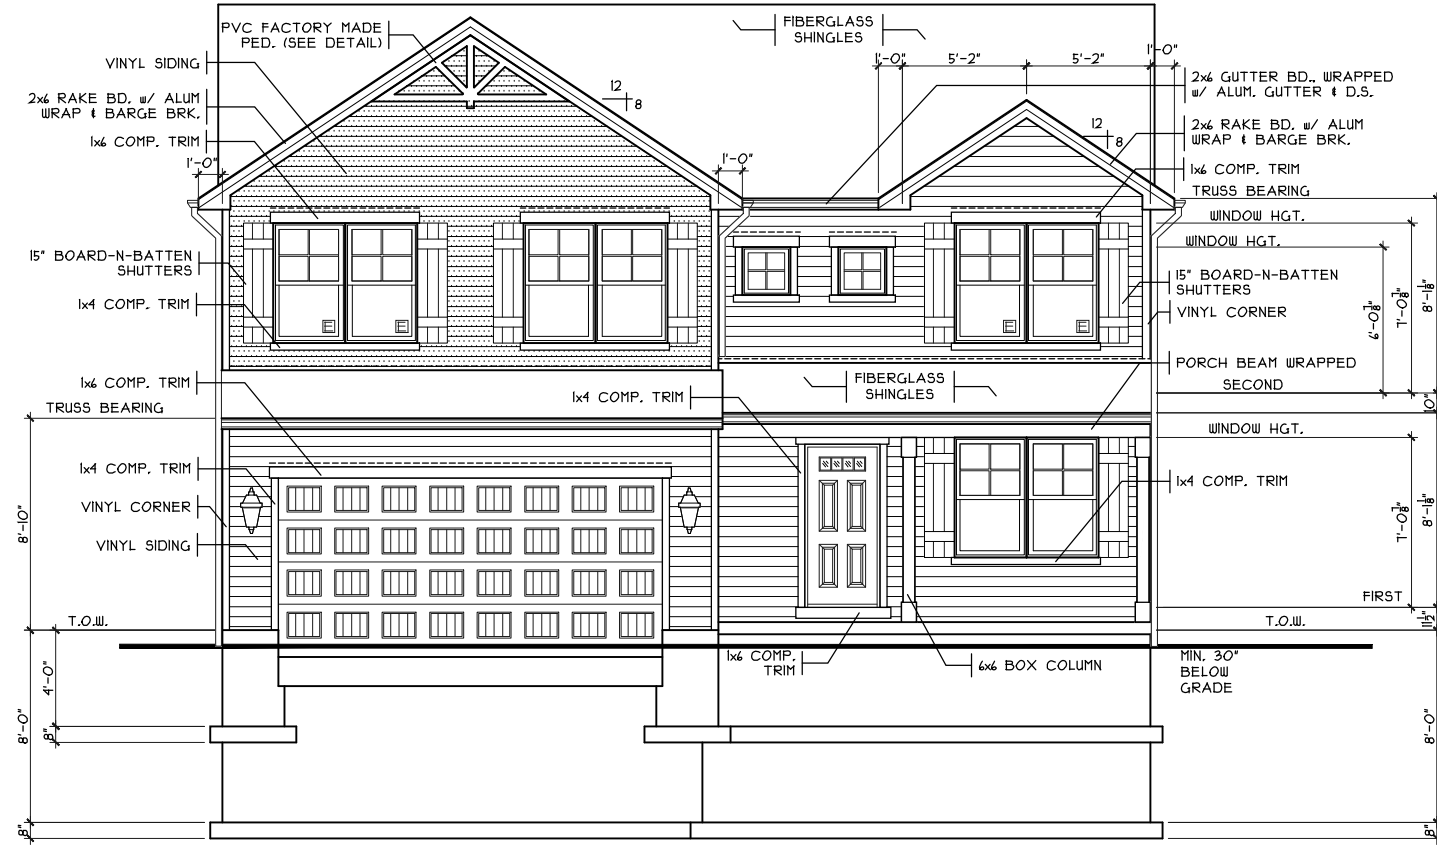 PVC FACTORY MADE
PED. (SEE DETAIL)
FIBERGLASS
SHINGLES
VINYL SIDING
1'-0"
5'-2"
5'-2"
1'-0"
2x6 RAKE BD. w/ ALUM
WRAP & BARGE BRK.
12
8
2x6 GUTTER BD., WRAPPED
w/ ALUM. GUTTER & D.S.
1x6 COMP. TRIM
12
8
2x6 RAKE BD. w/ ALUM
WRAP & BARGE BRK.
1'-0"
1'-0"
1x6 COMP. TRIM
TRUSS BEARING
WINDOW HGT.
WINDOW HGT.
15" BOARD-N-BATTEN
SHUTTERS
15" BOARD-N-BATTEN
SHUTTERS
1x4 COMP. TRIM
E
E
E
E
VINYL CORNER
6'-0 1/8"
7'-0 1/8"
8'-1 1/8"
PORCH BEAM WRAPPED
1x6 COMP. TRIM
FIBERGLASS
SHINGLES
SECOND
1x4 COMP. TRIM
10"
TRUSS BEARING
WINDOW HGT.
1x4 COMP. TRIM
1x4 COMP. TRIM
VINYL CORNER
VINYL SIDING
8'-10"
7'-0 1/8"
8'-1 1/8"
FIRST
T.O.W.
T.O.W.
11 1/2"
1x6 COMP.
TRIM
6x6 BOX COLUMN
MIN. 30"
BELOW
GRADE
4'-0"
8'-0"
8"
8'-0"
8"
8"